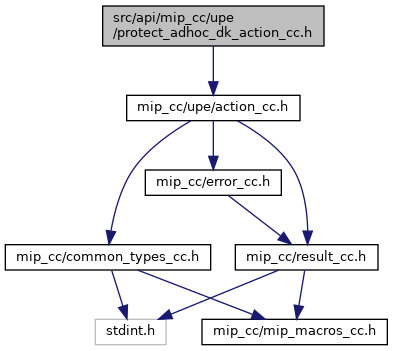 src/api/mip_cc/upe
/protect_adhoc_dk_action_cc.h
mip_cc/upe/action_cc.h
mip_cc/error_cc.h
mip_cc/common_types_cc.h
mip_cc/result_cc.h
stdint.h
mip_cc/mip_macros_cc.h